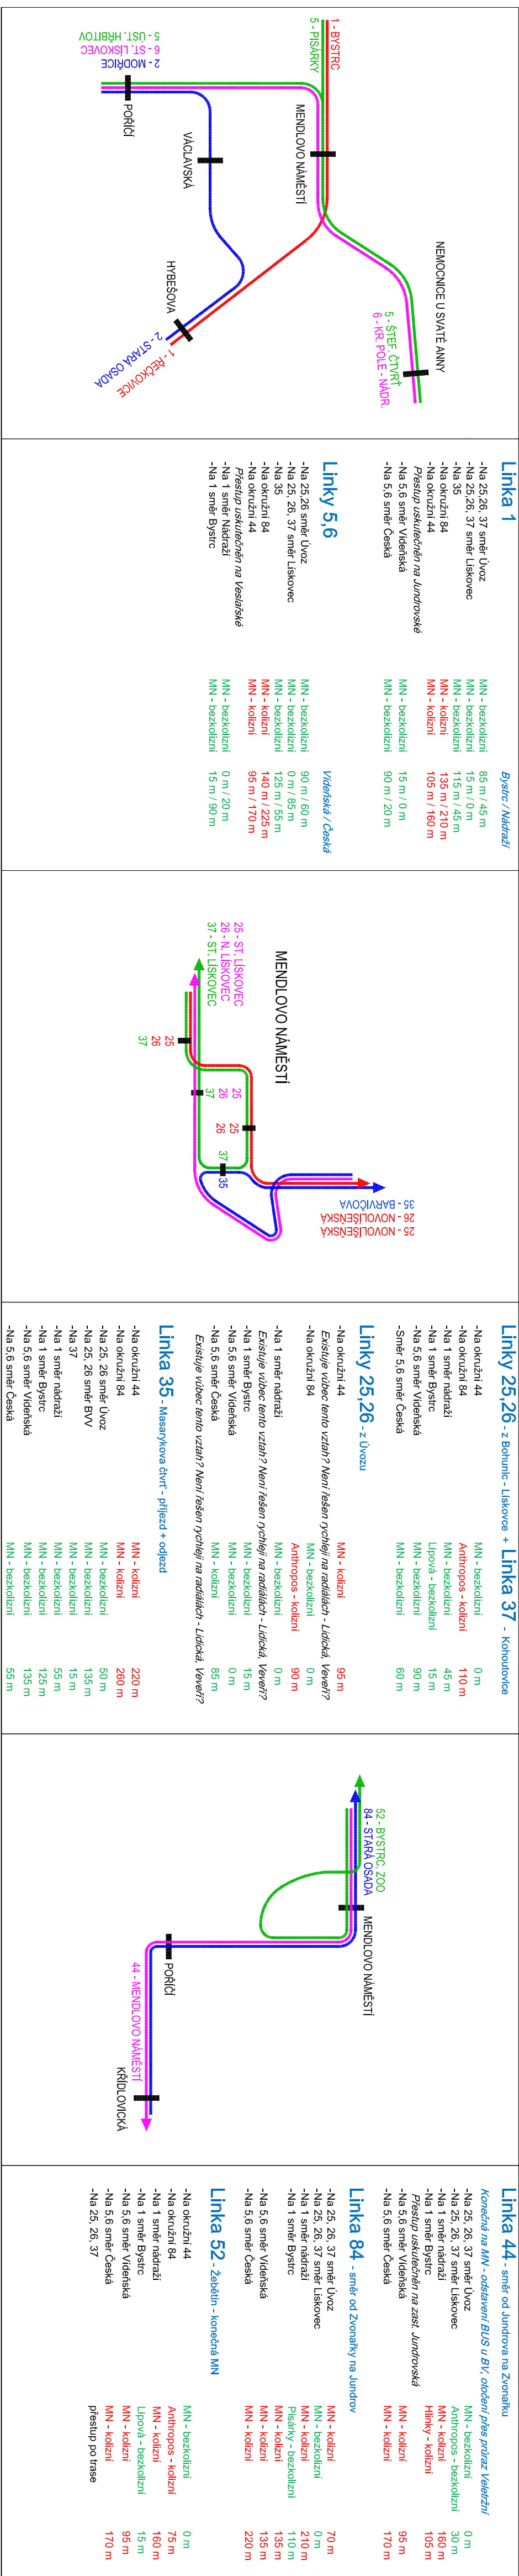 1 - BYSTRC
5 - PISÁRKY
MENDLOVO NÁMĚSTÍ
NEMOCNICE U SVATÉ ANNY
5 - ŠTEF. ČTVRŤ
6 - KR. POLE - NÁDR.
5 - ÚST. HŘBITOV
6 - ST. LÍSKOVEC
2 - MODŘICE
POŘÍČÍ
VÁCLAVSKÁ
HYBEŠOVA
2 - STARÁ OSADA
1 - ŘEČKOVICE
Linka 1 Bystrc / Nádraží
-Na 25,26, 37 směr Úvoz MN - bezkolizní 85 m / 45 m
-Na 25,26, 37 směr Lískovec MN - bezkolizní 15 m / 0 m
-Na 35 MN - bezkolizní 115 m / 45 m
-Na okružní 84 MN - kolizní 135 m / 210 m
-Na okružní 44 MN - kolizní 105 m / 160 m
Přestup uskutečněn na Jundrovské
-Na 5,6 směr Vídeňská MN - bezkolizní 15 m / 0 m
-Na 5,6 směr Česká MN - bezkolizní 90 m / 20 m
Linky 5,6 Vídeňská / Česká
-Na 25,26 směr Úvoz MN - bezkolizní 90 m / 60 m
-Na 25, 26, 37 směr Lískovec MN - bezkolizní 0 m / 85 m
-Na 35 MN - bezkolizní 125 m / 55 m
-Na okružní 84 MN - kolizní 140 m / 225 m
-Na okružní 44 MN - kolizní 95 m / 170 m
Přestup uskutečněn na Veslařské
-Na 1 směr Nádraží MN - bezkolizní 0 m / 20 m
-Na 1 směr Bystrc MN - bezkolizní 15 m / 90 m
MENDLOVO NÁMĚSTÍ
25 - ST. LÍSKOVEC
26 - N. LÍSKOVEC
37 - ST. LÍSKOVEC
25
26
37
25
26
37
25
26
37
35
35 - BARVIČOVA
26 - NOVOLÍŠEŇSKÁ
25 - NOVOLÍŠEŇSKÁ
Linky 25,26 - z Bohunic - Lískovce + Linka 37 - Kohoutovice
-Na okružní 44 MN - bezkolizní 0 m
-Na okružní 84 Anthropos - kolizní 110 m
-Na 1 směr nádraží MN - bezkolizní 45 m
-Na 1 směr Bystrc Lipová - bezkolizní 15 m
-Na 5,6 směr Vídeňská MN - bezkolizní 90 m
-Směr 5,6 směr Česká MN - bezkolizní 60 m
Linky 25,26 - z Úvozu
-Na okružní 44 MN - kolizní 95 m
Existuje vůbec tento vztah? Není řešen rychleji na radiálách - Lidická, Veveří?
-Na okružní 84 MN - bezkolizní 0 m
Anthropos - kolizní 90 m
-Na 1 směr nádraží MN - bezkolizní 0 m
Existuje vůbec tento vztah? Není řešen rychleji na radiálách - Lidická, Veveří?
-Na 1 směr Bystrc MN - bezkolizní 15 m
-Na 5,6 směr Vídeňská MN - bezkolizní 0 m
-Na 5,6 směr Česká MN - kolizní 85 m
Existuje vůbec tento vztah? Není řešen rychleji na radiálách - Lidická, Veveří?
Linka 35 - Masarykova čtvrť - příjezd + odjezd
-Na okružní 44 MN - kolizní 220 m
-Na okružní 84 MN - kolizní 260 m
-Na 25, 26 směr Úvoz MN - bezkolizní 50 m
-Na 25, 26 směr BVV MN - bezkolizní 135 m
-Na 37 MN - bezkolizní 15 m
-Na 1 směr nádraží MN - bezkolizní 55 m
-Na 1 směr Bystrc MN - bezkolizní 125 m
-Na 5,6 směr Vídeňská MN - bezkolizní 135 m
-Na 5,6 směr Česká MN - bezkolizní 55 m
52 - BYSTRC, ZOO
84 - STARÁ OSADA
MENDLOVO NÁMĚSTÍ
POŘÍČÍ
44 - MENDLOVO NÁMĚSTÍ
KŘÍDLOVICKÁ
Linka 44 - směr od Jundrova na Zvonařku
Konečná na MN - odstavení BUS u BV, otočení přes průraz Veletržní
-Na 25, 26, 37 směr Úvoz MN - bezkolizní 0 m
-Na 25, 26, 37 směr Lískovec Anthropos - bezkolizní 30 m
-Na 1 směr nádraží MN - kolizní 160 m
-Na 1 směr Bystrc Hlinky - kolizní 105 m
Přestup uskutečněn na zast. Jundrovská
-Na 5,6 směr Vídeňská MN - kolizní 95 m
-Na 5,6 směr Česká MN - kolizní 170 m
Linka 84 - směr od Zvonařky na Jundrov
-Na 25, 26, 37 směr Úvoz MN - kolizní 70 m
-Na 25, 26, 37 směr Lískovec MN - bezkolizní 0 m
-Na 1 směr nádraží MN - kolizní 210 m
-Na 1 směr Bystrc Pisárky - bezkolizní 110 m
MN - kolizní 135 m
-Na 5,6 směr Vídeňská MN - kolizní 135 m
-Na 5,6 směr Česká MN - kolizní 220 m
Linka 52 - Žebětín - konečná MN
-Na okružní 44 MN - bezkolizní 0 m
-Na okružní 84 Anthropos - kolizní 75 m
-Na 1 směr nádraží MN - kolizní 160 m
-Na 1 směr Bystrc Lipová - bezkolizní 15 m
-Na 5,6 směr Vídeňská MN - kolizní 95 m
-Na 5,6 směr Česká MN - kolizní 170 m
-Na 25, 26, 37 přestup po trase